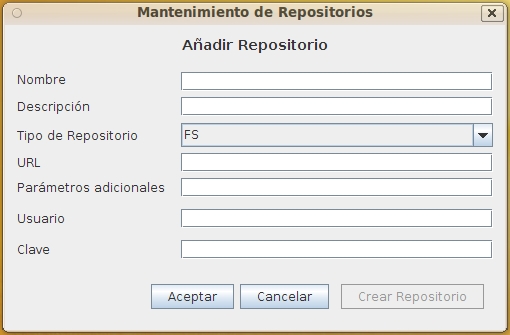 Mantenimiento de Repositorios
Añadir Repositorio
Nombre
Descripción
Tipo de Repositorio FS
URL
Parámetros adicionales
Usuario
Clave
Aceptar Cancelar Crear Repositorio